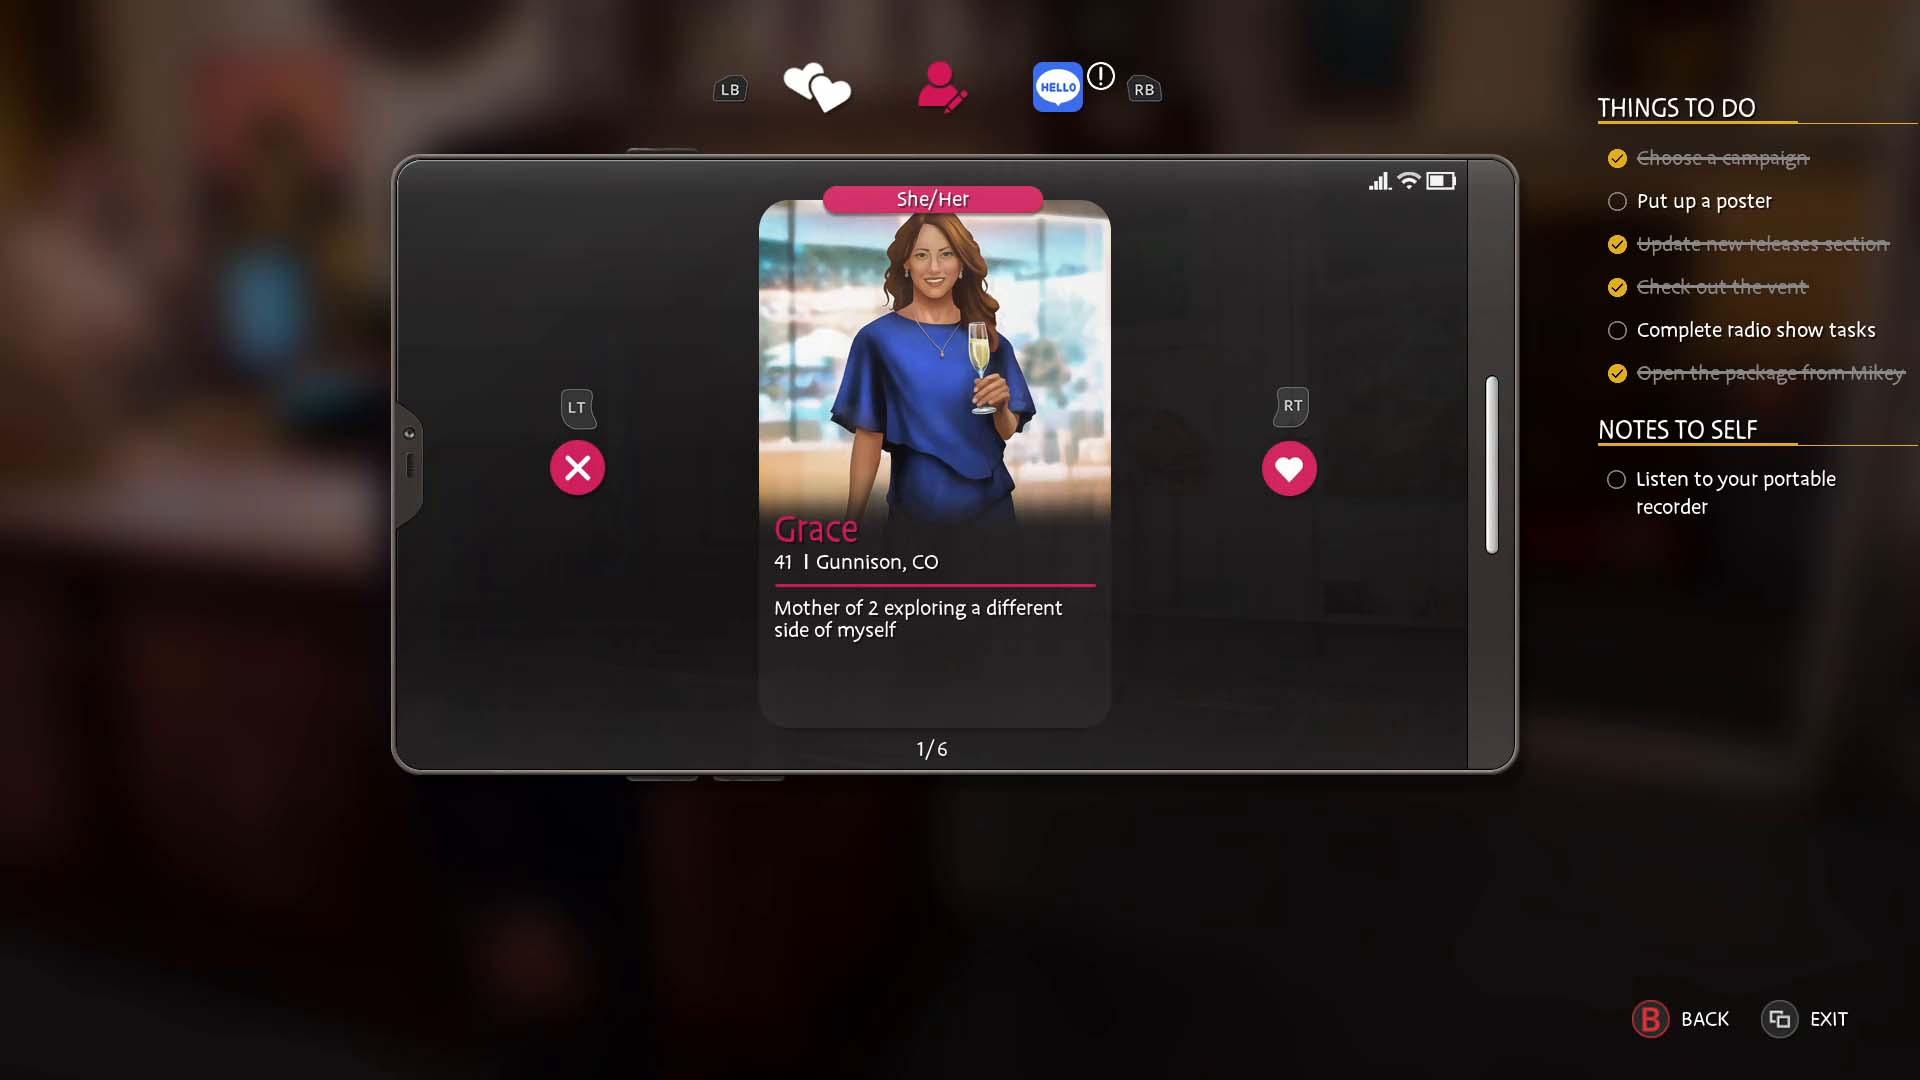 LB
HELLO
!
RB
She/Her
LT
RT
Grace
41 | Gunnison, CO
Mother of 2 exploring a different
side of myself
1/6
THINGS TO DO
Choose a campaign
Put up a poster
Update new releases section
Check out the vent
Complete radio show tasks
Open the package from Mikey
NOTES TO SELF
Listen to your portable
recorder
B BACK
EXIT